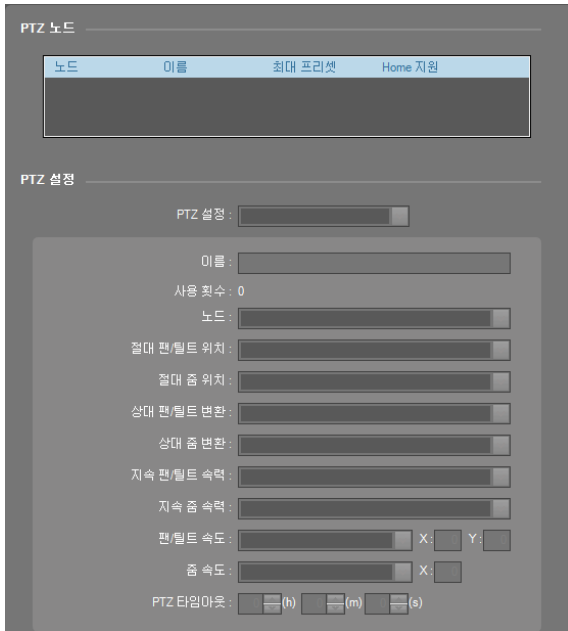 PTZ 노드
노드 이름 최대 프리셋 Home 지원
PTZ 설정
PTZ 설정 :
이름 :
사용 횟수 : 0
노드 :
절대 팬/틸트 위치 :
절대 줌 위치 :
상대 팬/틸트 변환 :
상대 줌 변환 :
지속 팬/틸트 속력 :
지속 줌 속력 :
팬/틸트 속도 : X : Y :
줌 속도 : X :
PTZ 타임아웃 : (h) (m) (s)